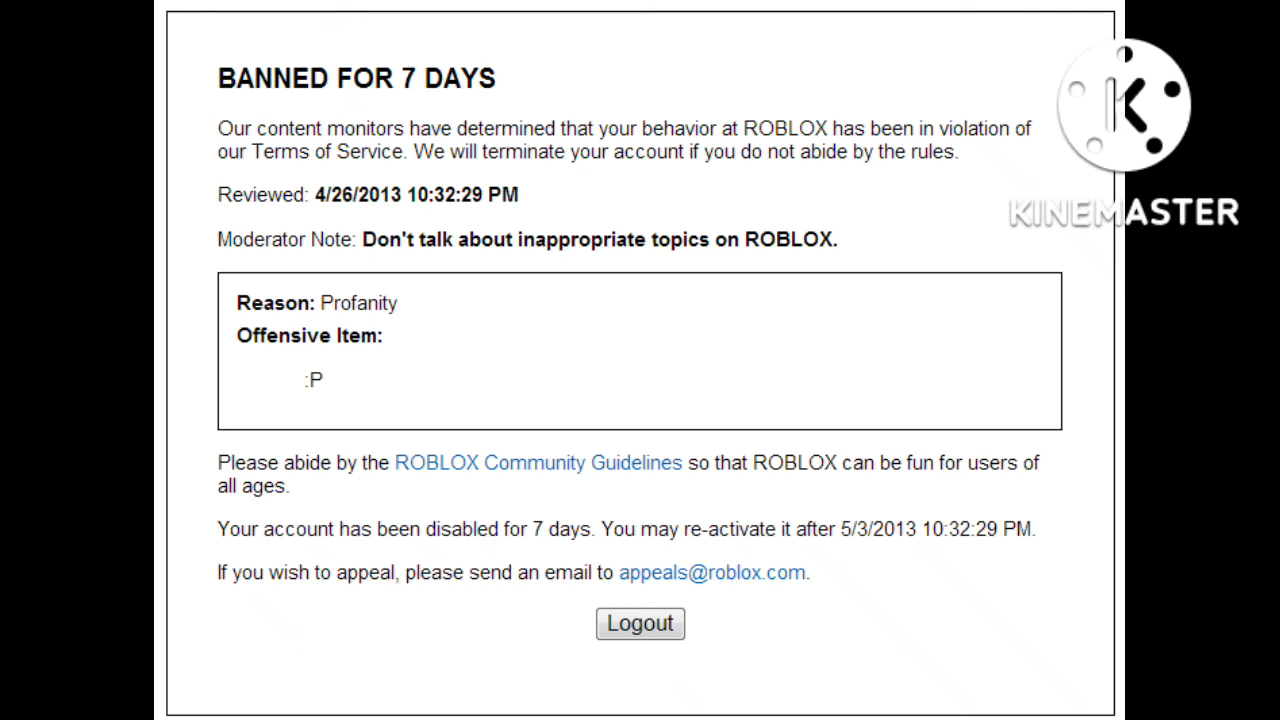 BANNED FOR 7 DAYS
Our content monitors have determined that your behavior at ROBLOX has been in violation of
our Terms of Service. We will terminate your account if you do not abide by the rules.
Reviewed: 4/26/2013 10:32:29 PM
KINEMASTER
Moderator Note: Don't talk about inappropriate topics on ROBLOX.
Reason: Profanity
Offensive Item:
:P
Please abide by the ROBLOX Community Guidelines so that ROBLOX can be fun for users of
all ages.
Your account has been disabled for 7 days. You may re-activate it after 5/3/2013 10:32:29 PM.
If you wish to appeal, please send an email to appeals@roblox.com.
Logout